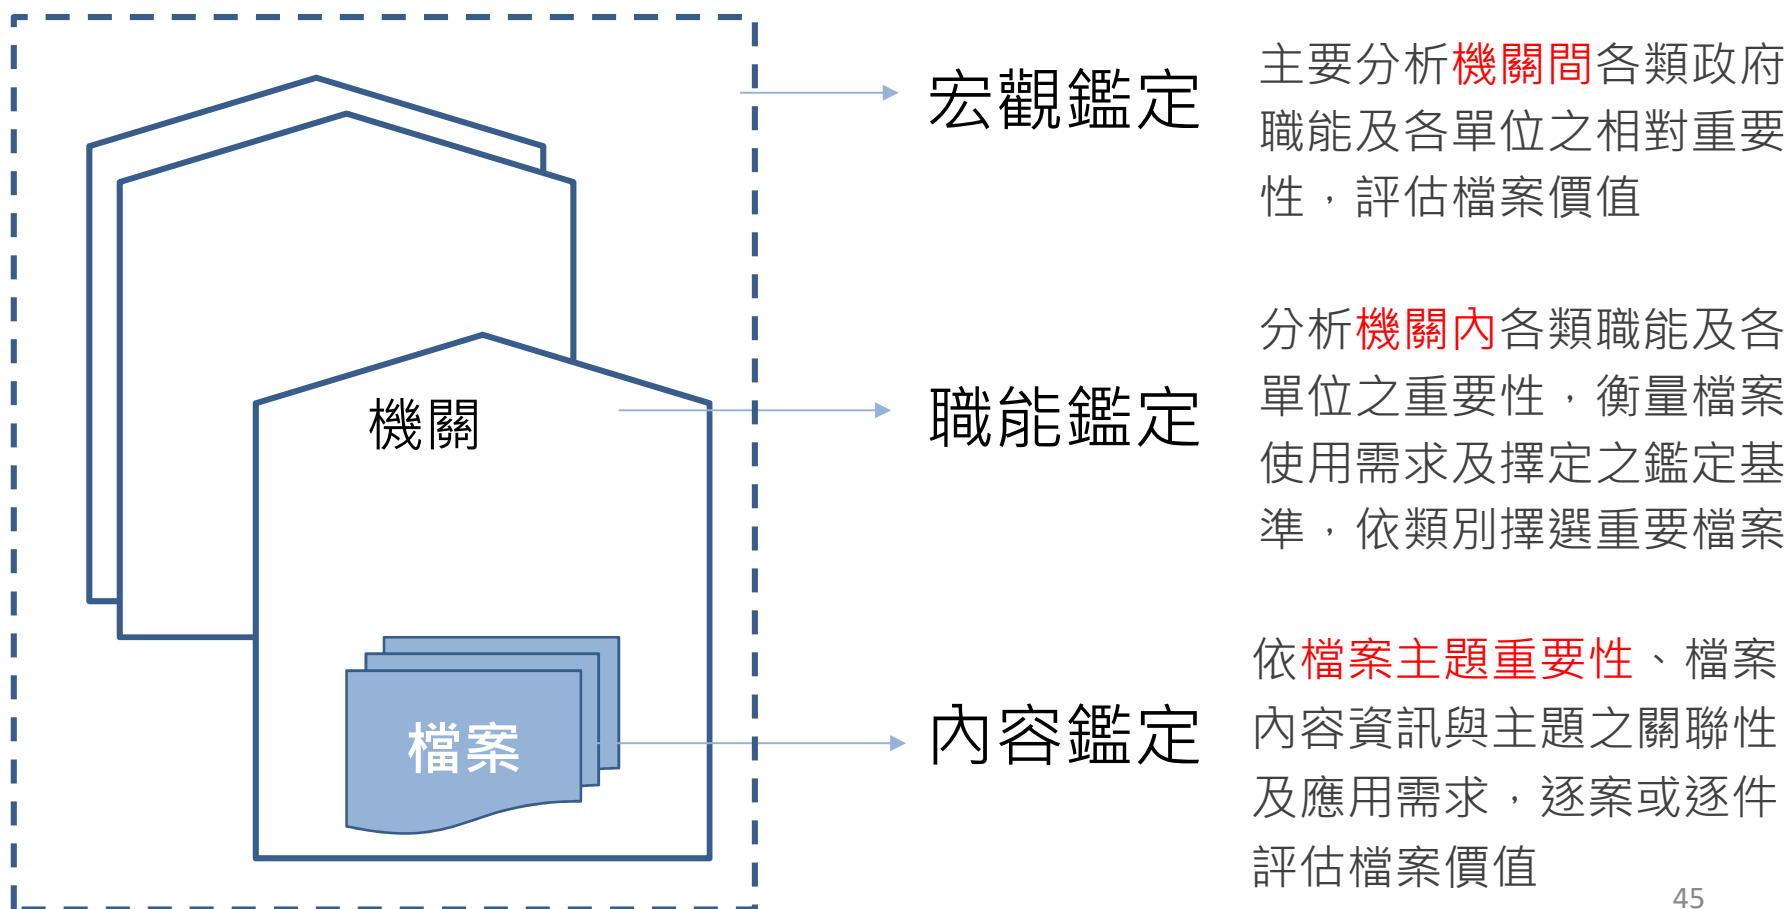 宏觀鑑定
主要分析機關間各類政府
職能及各單位之相對重要
性，評估檔案價值
機關
職能鑑定
分析機關內各類職能及各
單位之重要性，衡量檔案
使用需求及擇定之鑑定基
準，依類別擇選重要檔案
檔案
內容鑑定
依檔案主題重要性、檔案
內容資訊與主題之關聯性
及應用需求，逐案或逐件
評估檔案價值
45